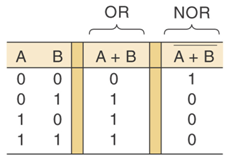 OR NOR
A B A + B A̅ ̅+̅ ̅B̅
0 0 0 1
0 1 1 0
1 0 1 0
1 1 1 0